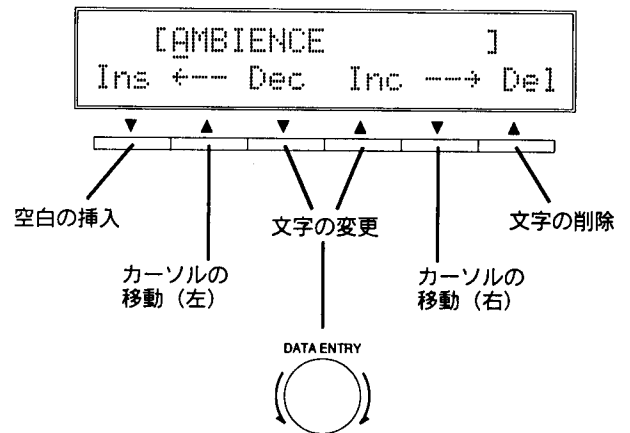 [AMBIENCE ]
Ins ←-- Dec Inc --→ Del
▼ ▲ ▼ ▲ ▼ ▲
空白の挿入
文字の変更
文字の削除
カーソルの
移動（左）
カーソルの
移動（右）
DATA ENTRY